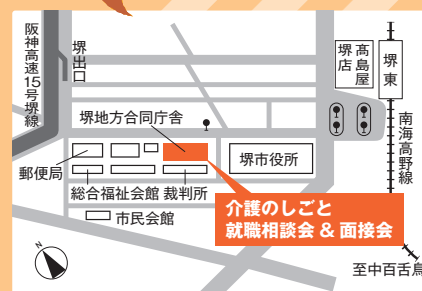 阪神高速15号堺線
堺出口
髙島屋
堺店
堺東
堺地方合同庁舎
南海高野線
郵便局
堺市役所
総合福祉会館
裁判所
市民会館
介護のしごと
就職相談会 & 面接会
N
至中百舌鳥